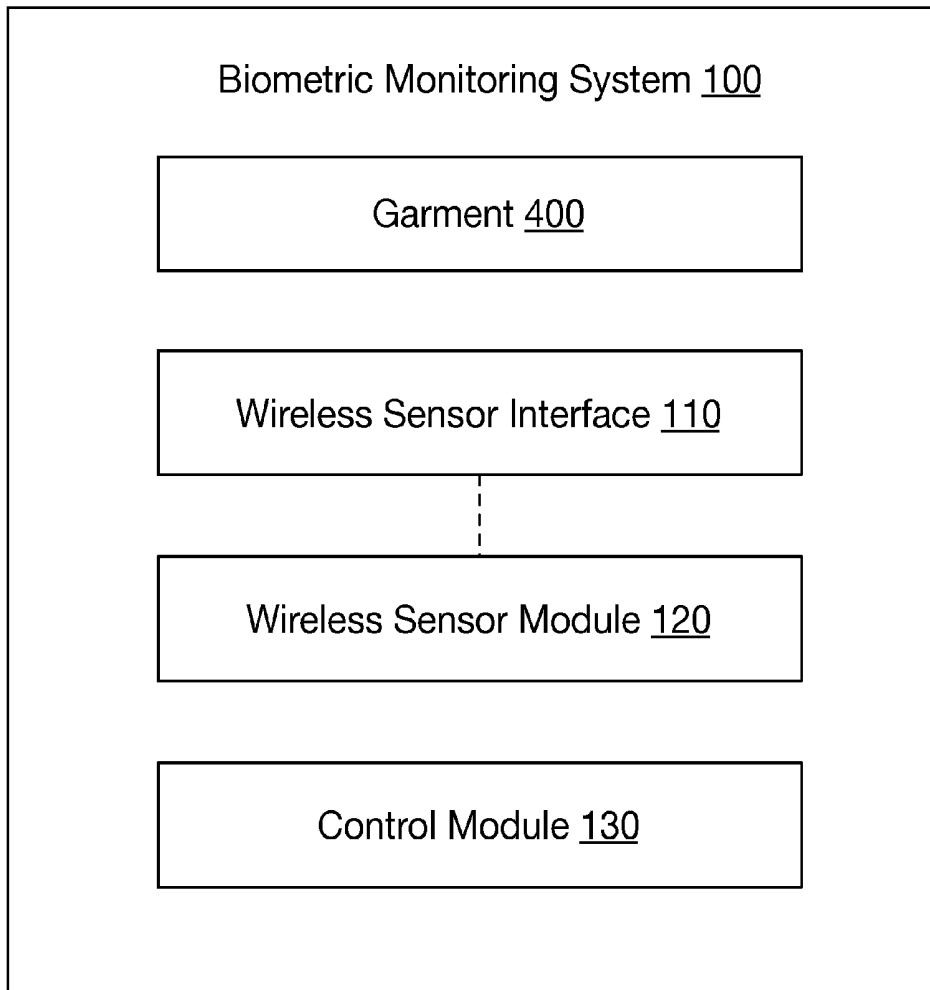 Biometric Monitoring System 100
Garment 400
Wireless Sensor Interface 110
Wireless Sensor Module 120
Control Module 130